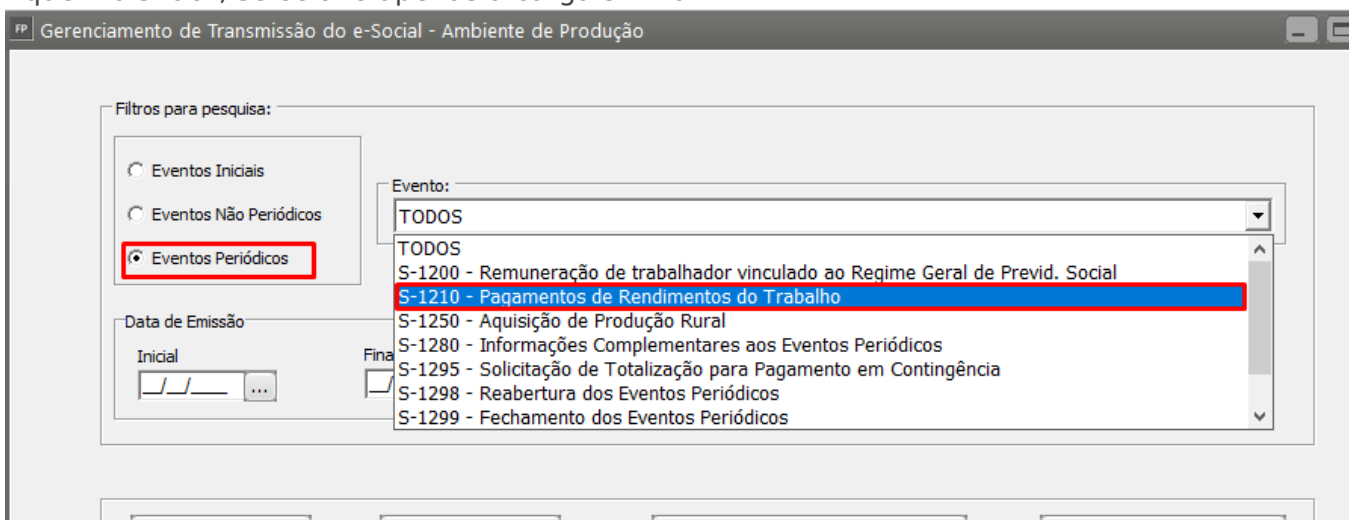 FP Gerenciamento de Transmissão do e-Social - Ambiente de Produção
Filtros para pesquisa:
Eventos Iniciais
Eventos Não Periódicos
Eventos Periódicos
Evento:
TODOS
TODOS
S-1200 - Remuneração de trabalhador vinculado ao Regime Geral de Previd. Social
S-1210 - Pagamentos de Rendimentos do Trabalho
S-1250 - Aquisição de Produção Rural
S-1280 - Informações Complementares aos Eventos Periódicos
S-1295 - Solicitação de Totalização para Pagamento em Contingência
S-1298 - Reabertura dos Eventos Periódicos
S-1299 - Fechamento dos Eventos Periódicos
Data de Emissão
Inicial
Fina
__/__/____ ...